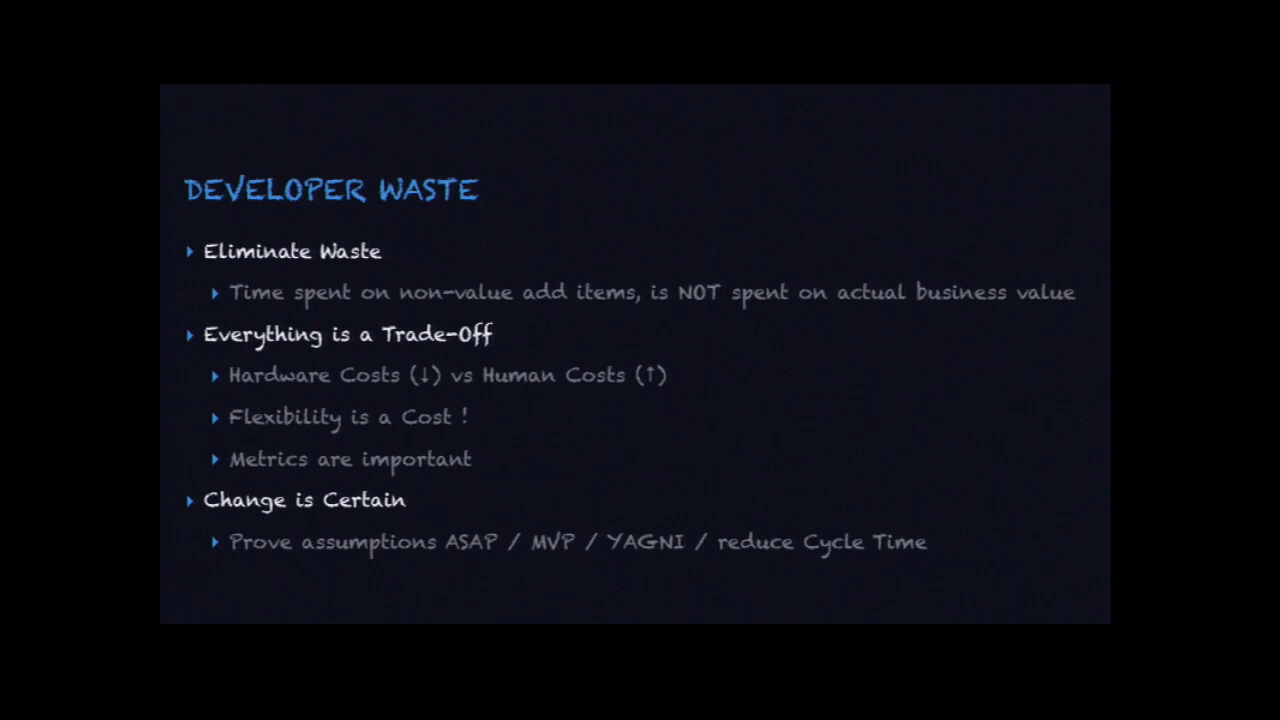 DEVELOPER WASTE
Eliminate Waste
Time spent on non-value add items, is NOT spent on actual business value
Everything is a Trade-Off
Hardware Costs (↓) vs Human Costs (↑)
Flexibility is a Cost !
Metrics are important
Change is Certain
Prove assumptions ASAP / MVP / YAGNI / reduce Cycle Time